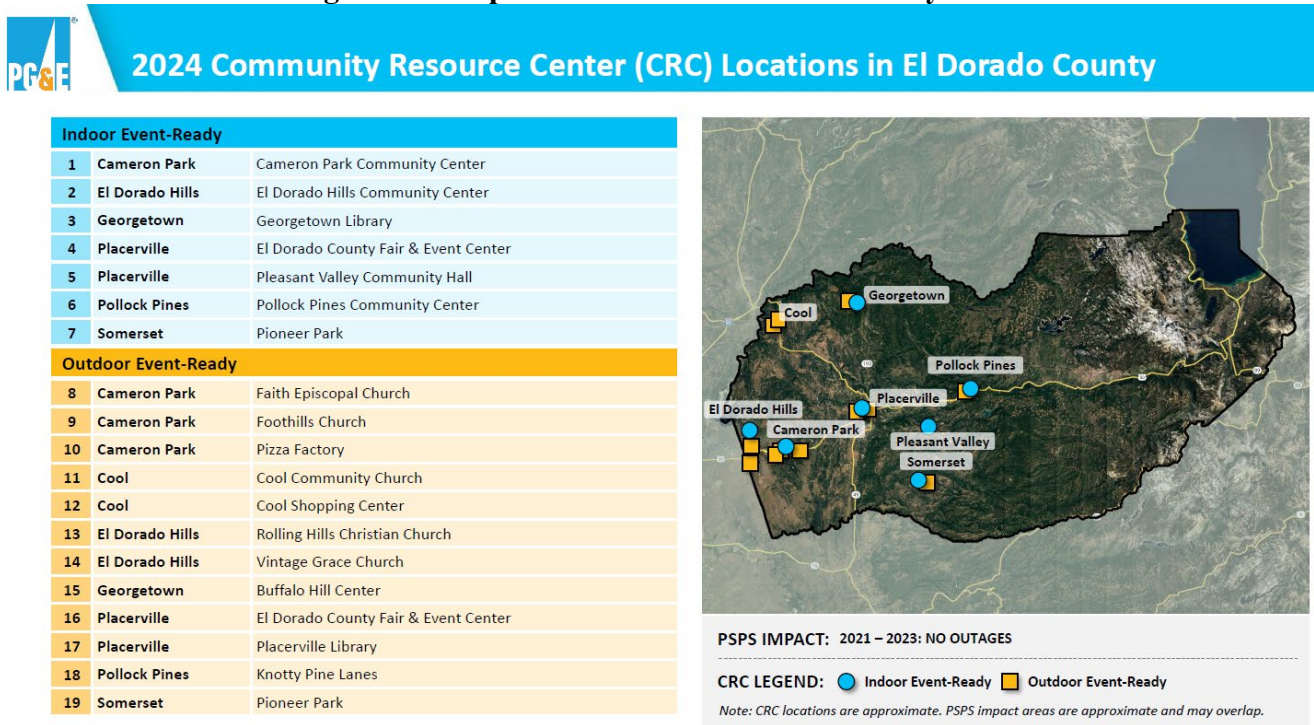 PG&E
2024 Community Resource Center (CRC) Locations in El Dorado County
Indoor Event-Ready
1 Cameron Park Cameron Park Community Center
2 El Dorado Hills El Dorado Hills Community Center
3 Georgetown Georgetown Library
4 Placerville El Dorado County Fair & Event Center
5 Placerville Pleasant Valley Community Hall
6 Pollock Pines Pollock Pines Community Center
7 Somerset Pioneer Park
Outdoor Event-Ready
8 Cameron Park Faith Episcopal Church
9 Cameron Park Foothills Church
10 Cameron Park Pizza Factory
11 Cool Cool Community Church
12 Cool Cool Shopping Center
13 El Dorado Hills Rolling Hills Christian Church
14 El Dorado Hills Vintage Grace Church
15 Georgetown Buffalo Hill Center
16 Placerville El Dorado County Fair & Event Center
17 Placerville Placerville Library
18 Pollock Pines Knotty Pine Lanes
19 Somerset Pioneer Park
Georgetown
Cool
Pollock Pines
Placerville
El Dorado Hills
Cameron Park
Pleasant Valley
Somerset
PSPS IMPACT: 2021 – 2023: NO OUTAGES
CRC LEGEND: Indoor Event-Ready Outdoor Event-Ready
Note: CRC locations are approximate. PSPS impact areas are approximate and may overlap.